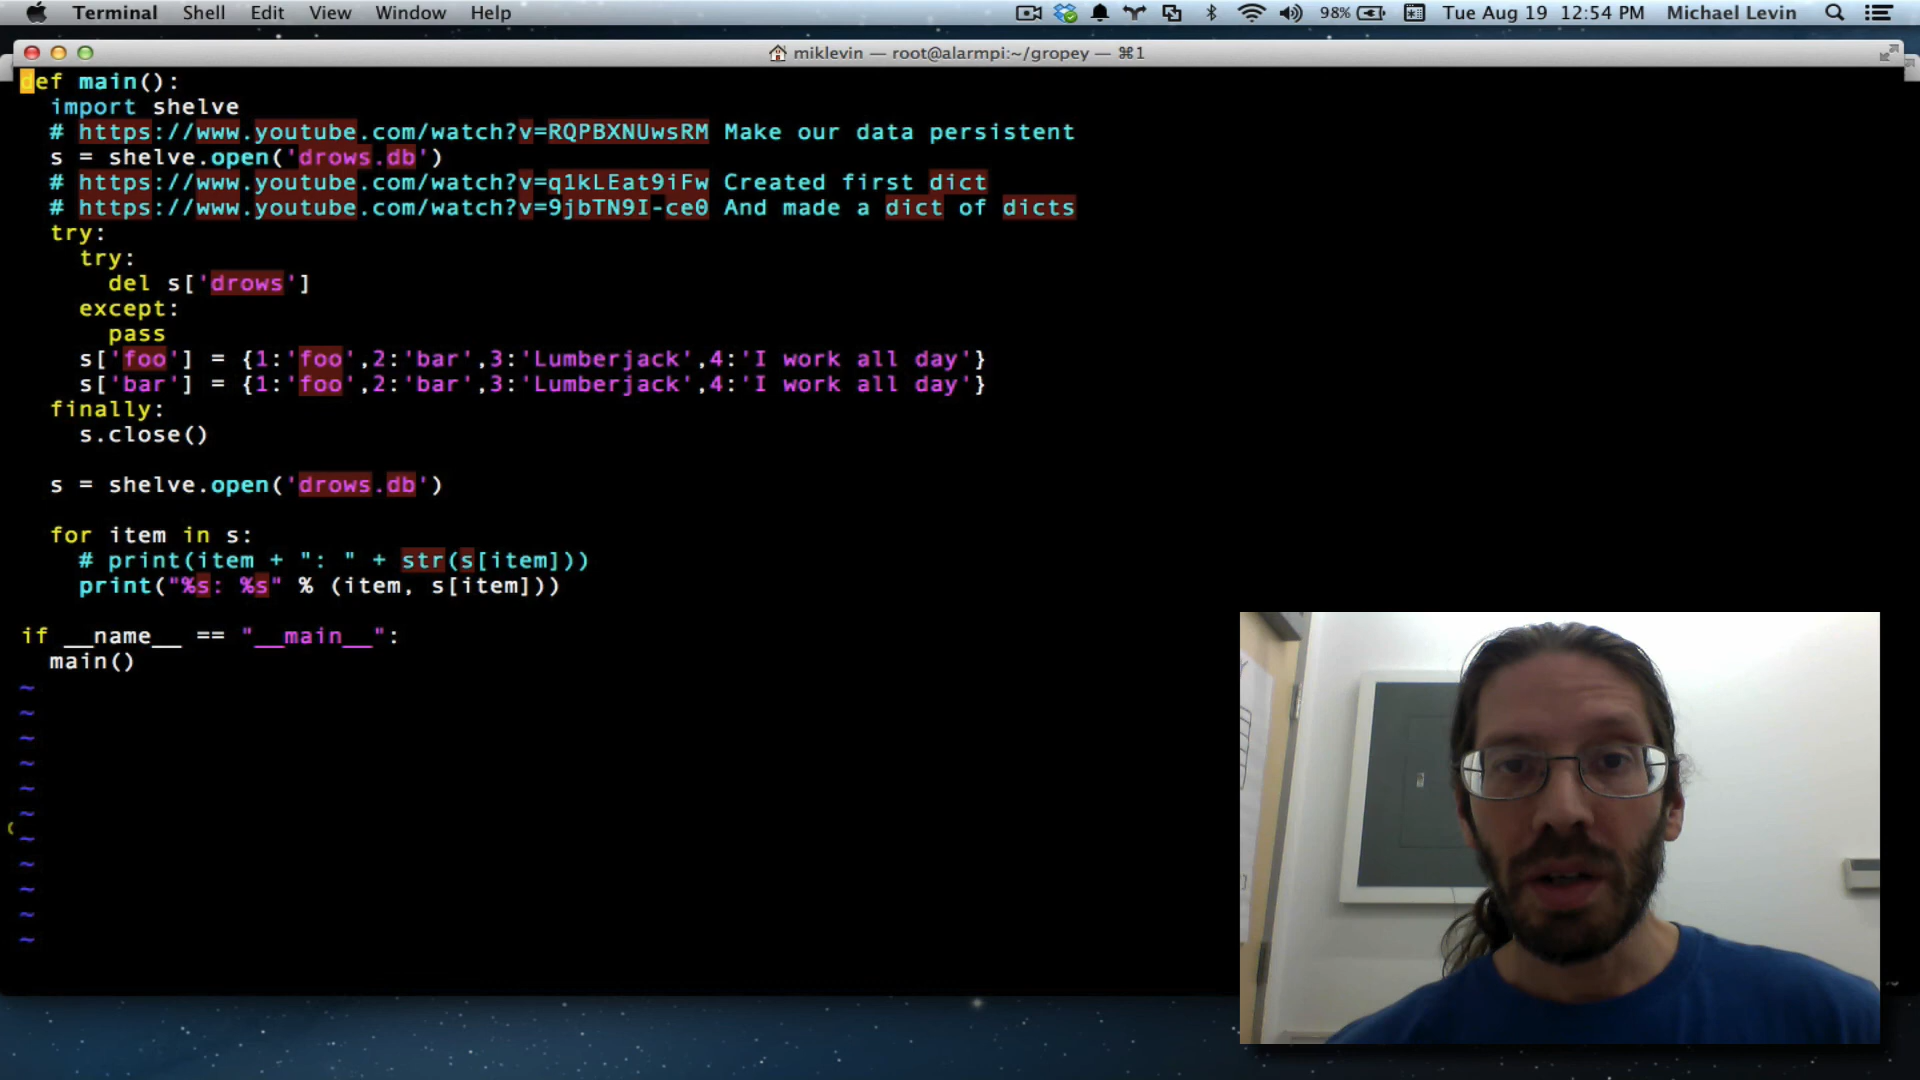 Terminal Shell Edit View Window Help 98% Tue Aug 19 12:54 PM Michael Levin
miklevin — root@alarmpi:~/gropey — ⌘1
def main():
  import shelve
  # https://www.youtube.com/watch?v=RQPBXNUwsRM Make our data persistent
  s = shelve.open('drows.db')
  # https://www.youtube.com/watch?v=q1kLEat9iFw Created first dict
  # https://www.youtube.com/watch?v=9jbTN9I-ce0 And made a dict of dicts
  try:
    try:
      del s['drows']
    except:
      pass
    s['foo'] = {1:'foo',2:'bar',3:'Lumberjack',4:'I work all day'}
    s['bar'] = {1:'foo',2:'bar',3:'Lumberjack',4:'I work all day'}
  finally:
    s.close()
  s = shelve.open('drows.db')
  for item in s:
    # print(item + ": " + str(s[item]))
    print("%s: %s" % (item, s[item]))
if __name__ == "__main__":
  main()
~
~
~
~
~
~
~
~
~
~
~